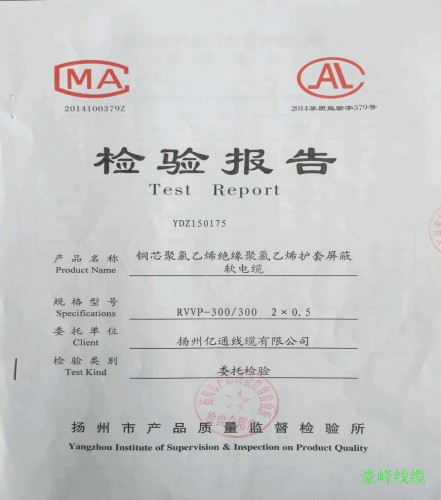 MA
AL
2014100379Z
2014苏质监验字379号
检验报告
Test Report
YDZ150175
产品名称 铜芯聚氯乙烯绝缘聚氯乙烯护套屏蔽
Product Name 软电缆
规格型号
Specifications RVVP-300/300 2×0.5
委托单位
Client 扬州亿通线缆有限公司
检验类别
Test Kind 委托检验
扬州市产品质量监督检验所
Yangzhou Institute of Supervision & Inspection on Product Quality
豪峰线缆